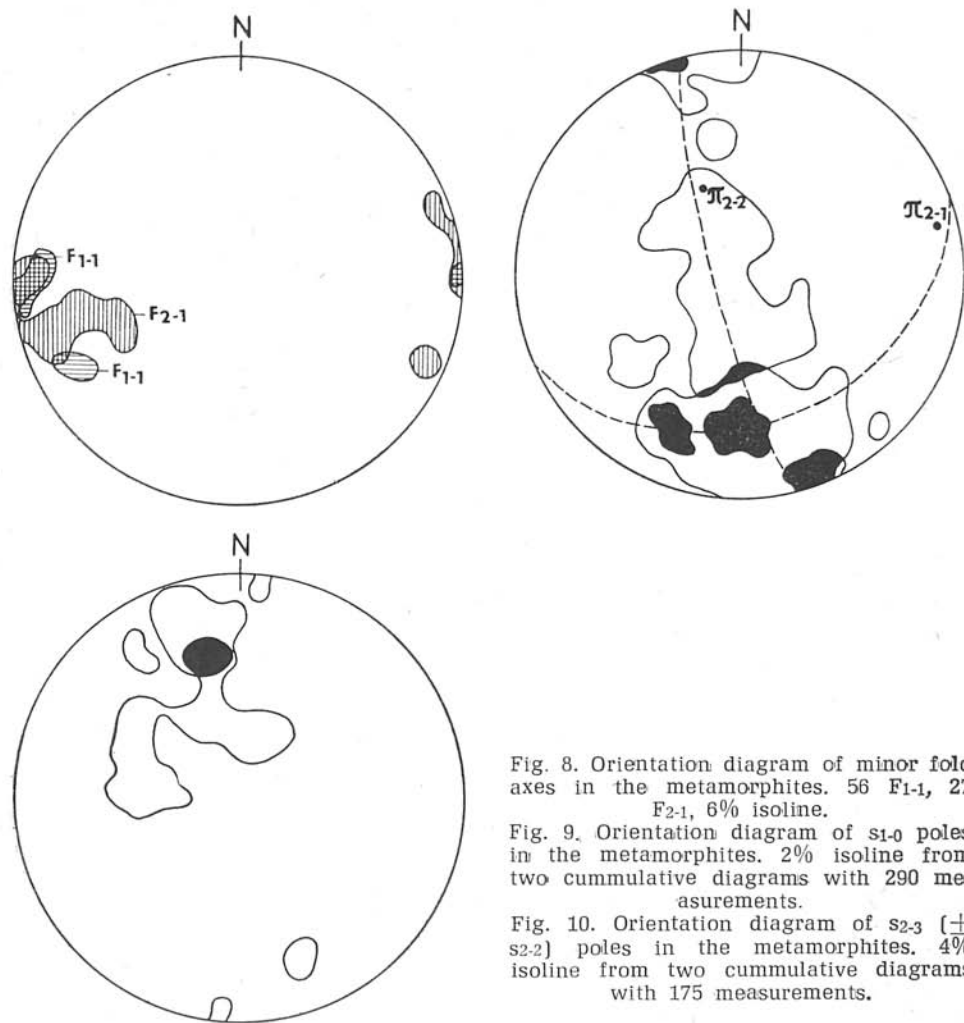 N
N
F1-1
F2-1
F1-1
π2-2
π2-1
N
Fig. 8. Orientation diagram of minor fold
axes in the metamorphites. 56 F1-1, 27
F2-1, 6% isoline.
Fig. 9. Orientation diagram of s1-0 poles
in the metamorphites. 2% isoline from
two cummulative diagrams with 290 me-
asurements.
Fig. 10. Orientation diagram of s2-3 (±
s2-2) poles in the metamorphites. 4%
isoline from two cummulative diagrams
with 175 measurements.